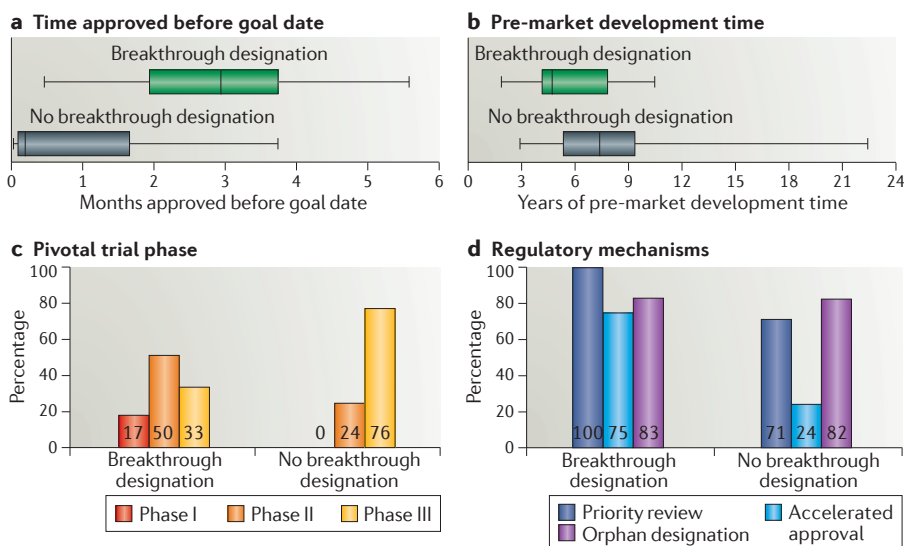 a Time approved before goal date
Breakthrough designation
No breakthrough designation
0 1 2 3 4 5 6
Months approved before goal date
b Pre-market development time
Breakthrough designation
No breakthrough designation
0 3 6 9 12 15 18 21 24
Years of pre-market development time
c Pivotal trial phase
Percentage
100
80
60
40
20
0
17 50 33
0 24 76
Breakthrough
designation
No breakthrough
designation
Phase I Phase II Phase III
d Regulatory mechanisms
Percentage
100
80
60
40
20
0
100 75 83
71 24 82
Breakthrough
designation
No breakthrough
designation
Priority review
Orphan designation
Accelerated
approval